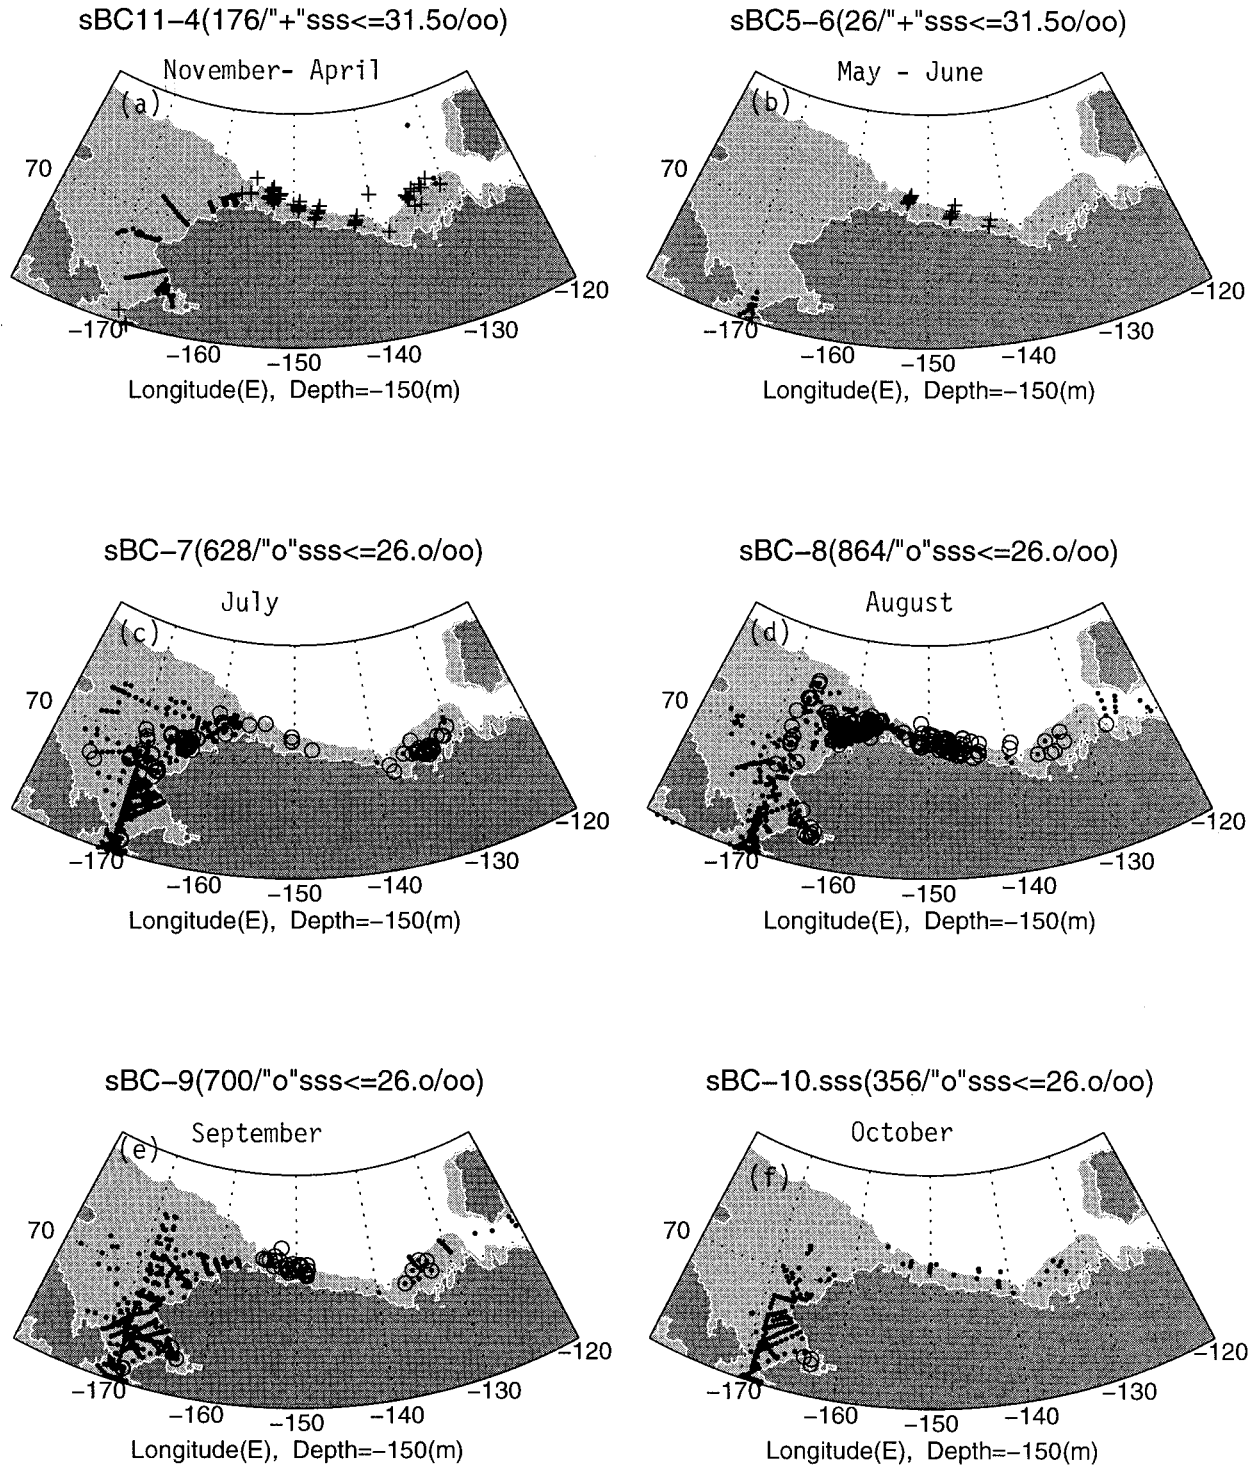 sBC11-4(176/"+"sss<=31.5o/oo)
November- April
(a)
70
-170
-160
-150
-140
-130
-120
Longitude(E), Depth=-150(m)
sBC5-6(26/"+"sss<=31.5o/oo)
May - June
(b)
70
-170
-160
-150
-140
-130
-120
Longitude(E), Depth=-150(m)
sBC-7(628/"o"sss<=26.o/oo)
July
(c)
70
-170
-160
-150
-140
-130
-120
Longitude(E), Depth=-150(m)
sBC-8(864/"o"sss<=26.o/oo)
August
(d)
70
-170
-160
-150
-140
-130
-120
Longitude(E), Depth=-150(m)
sBC-9(700/"o"sss<=26.o/oo)
September
(e)
70
-170
-160
-150
-140
-130
-120
Longitude(E), Depth=-150(m)
sBC-10.sss(356/"o"sss<=26.o/oo)
October
(f)
70
-170
-160
-150
-140
-130
-120
Longitude(E), Depth=-150(m)